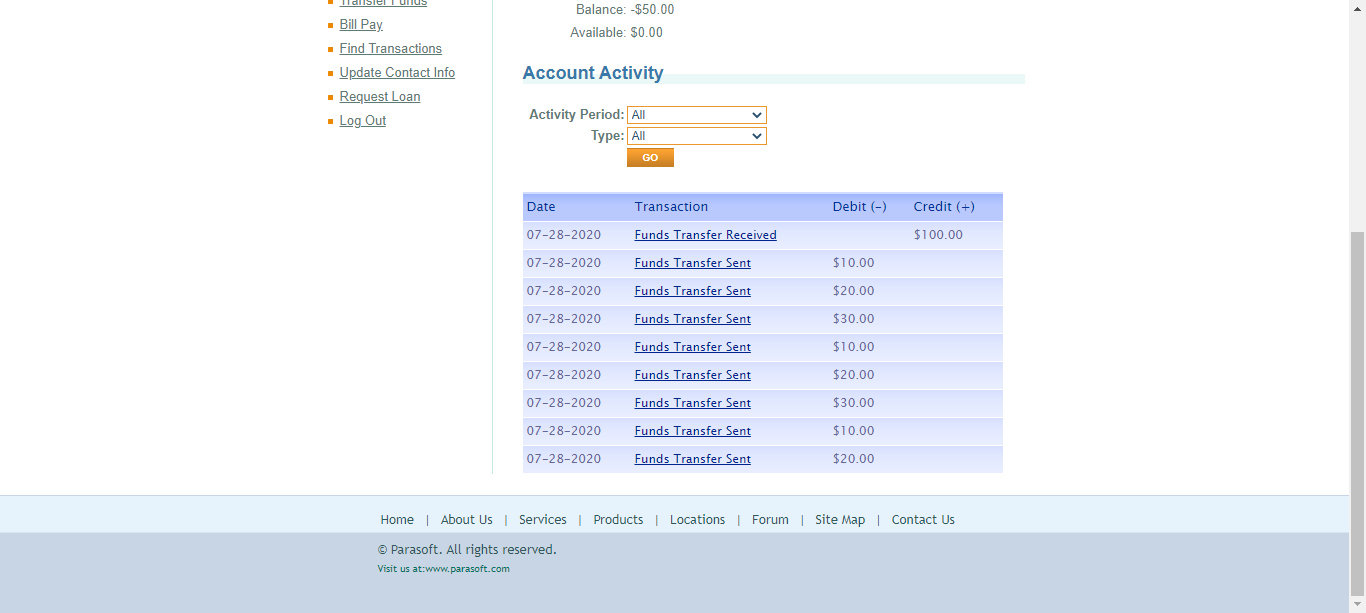 Transfer Funds
Bill Pay
Find Transactions
Update Contact Info
Request Loan
Log Out
Balance: -$50.00
Available: $0.00
Account Activity
Activity Period: All
Type: All
GO
Date Transaction Debit (-) Credit (+)
07-28-2020 Funds Transfer Received $100.00
07-28-2020 Funds Transfer Sent $10.00
07-28-2020 Funds Transfer Sent $20.00
07-28-2020 Funds Transfer Sent $30.00
07-28-2020 Funds Transfer Sent $10.00
07-28-2020 Funds Transfer Sent $20.00
07-28-2020 Funds Transfer Sent $30.00
07-28-2020 Funds Transfer Sent $10.00
07-28-2020 Funds Transfer Sent $20.00
Home | About Us | Services | Products | Locations | Forum | Site Map | Contact Us
© Parasoft. All rights reserved.
Visit us at:www.parasoft.com